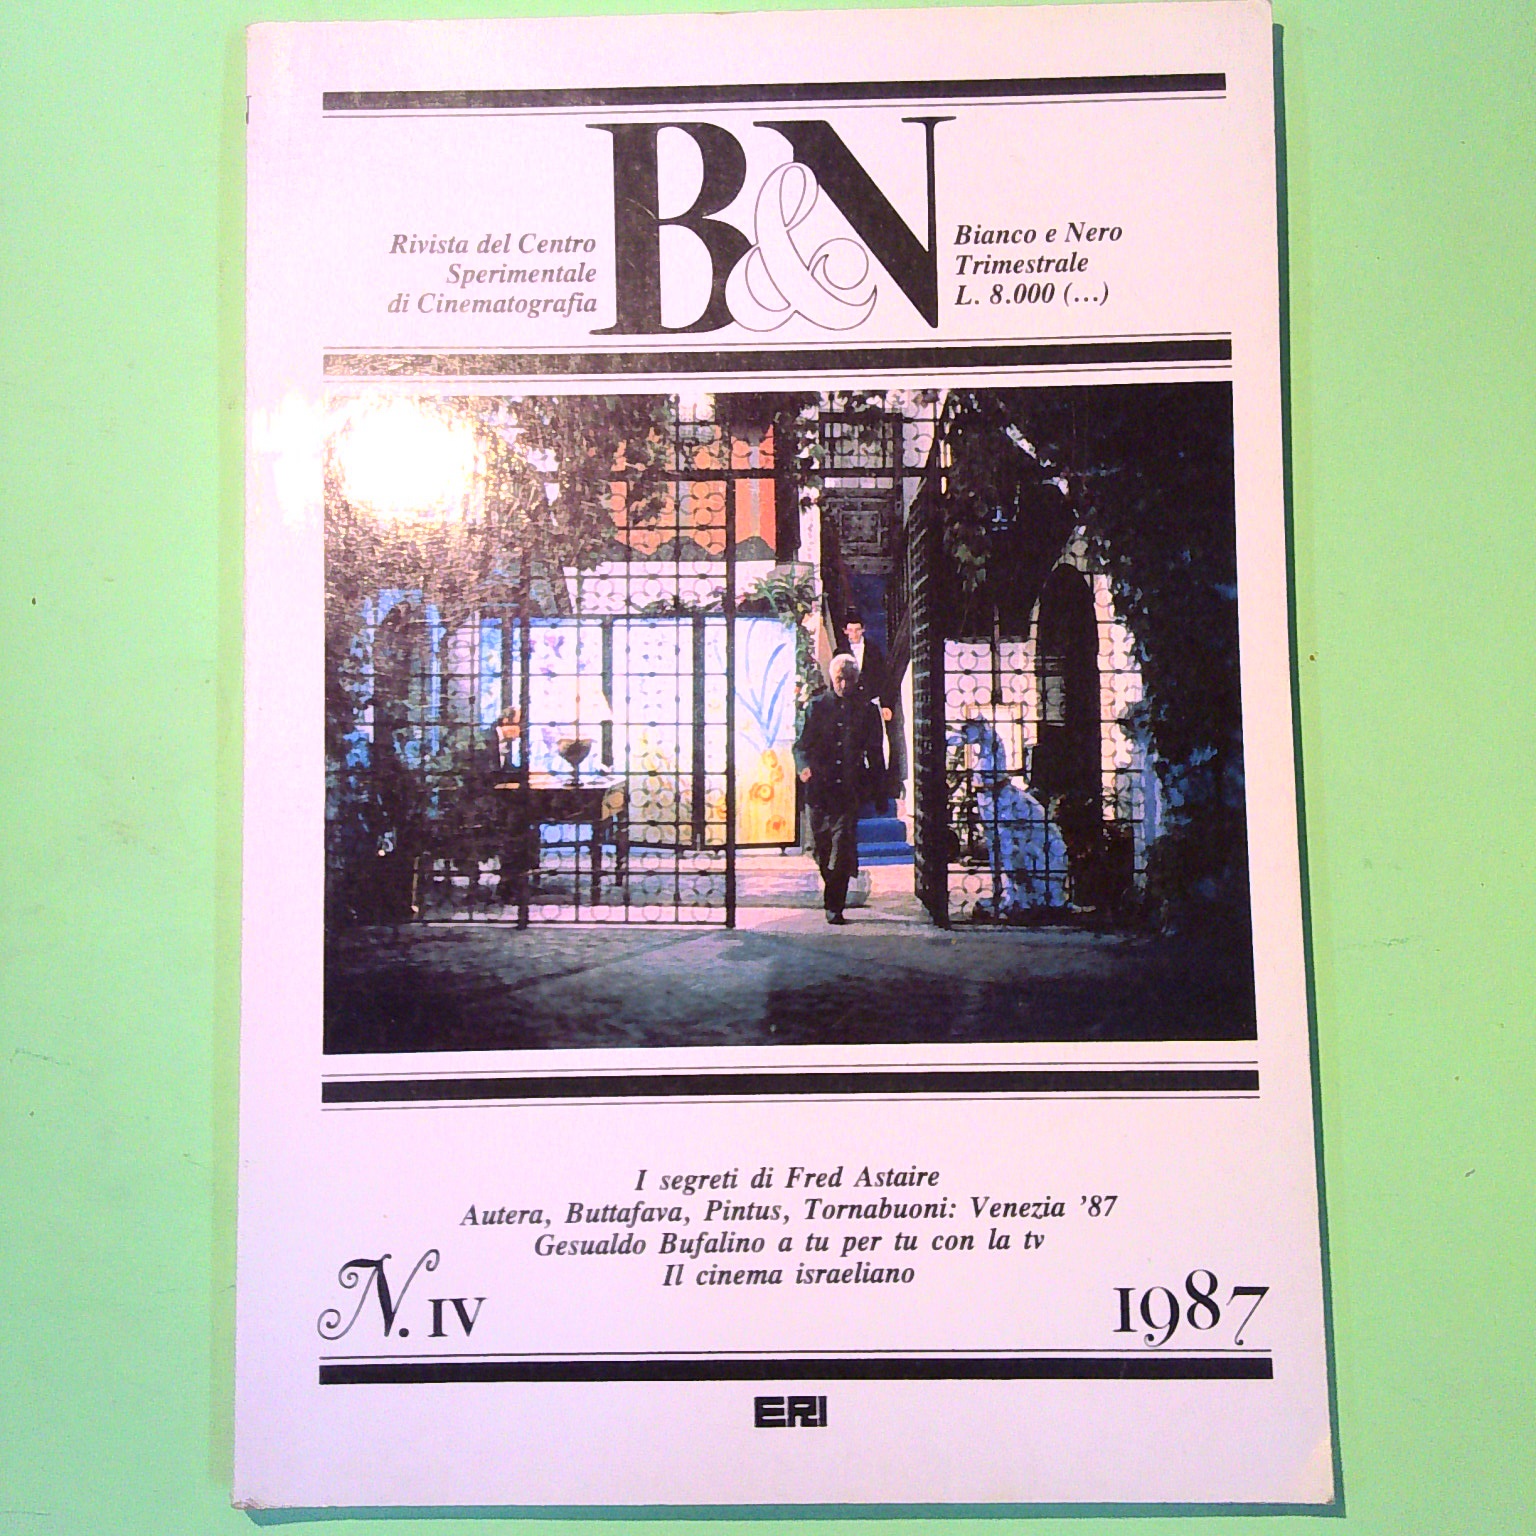 B&N
Rivista del Centro
Sperimentale
di Cinematografia
Bianco e Nero
Trimestrale
L. 8.000 (...)
I segreti di Fred Astaire
Autera, Buttafava, Pintus, Tornabuoni: Venezia '87
Gesualdo Bufalino a tu per tu con la tv
Il cinema israeliano
N. IV
1987
ERI